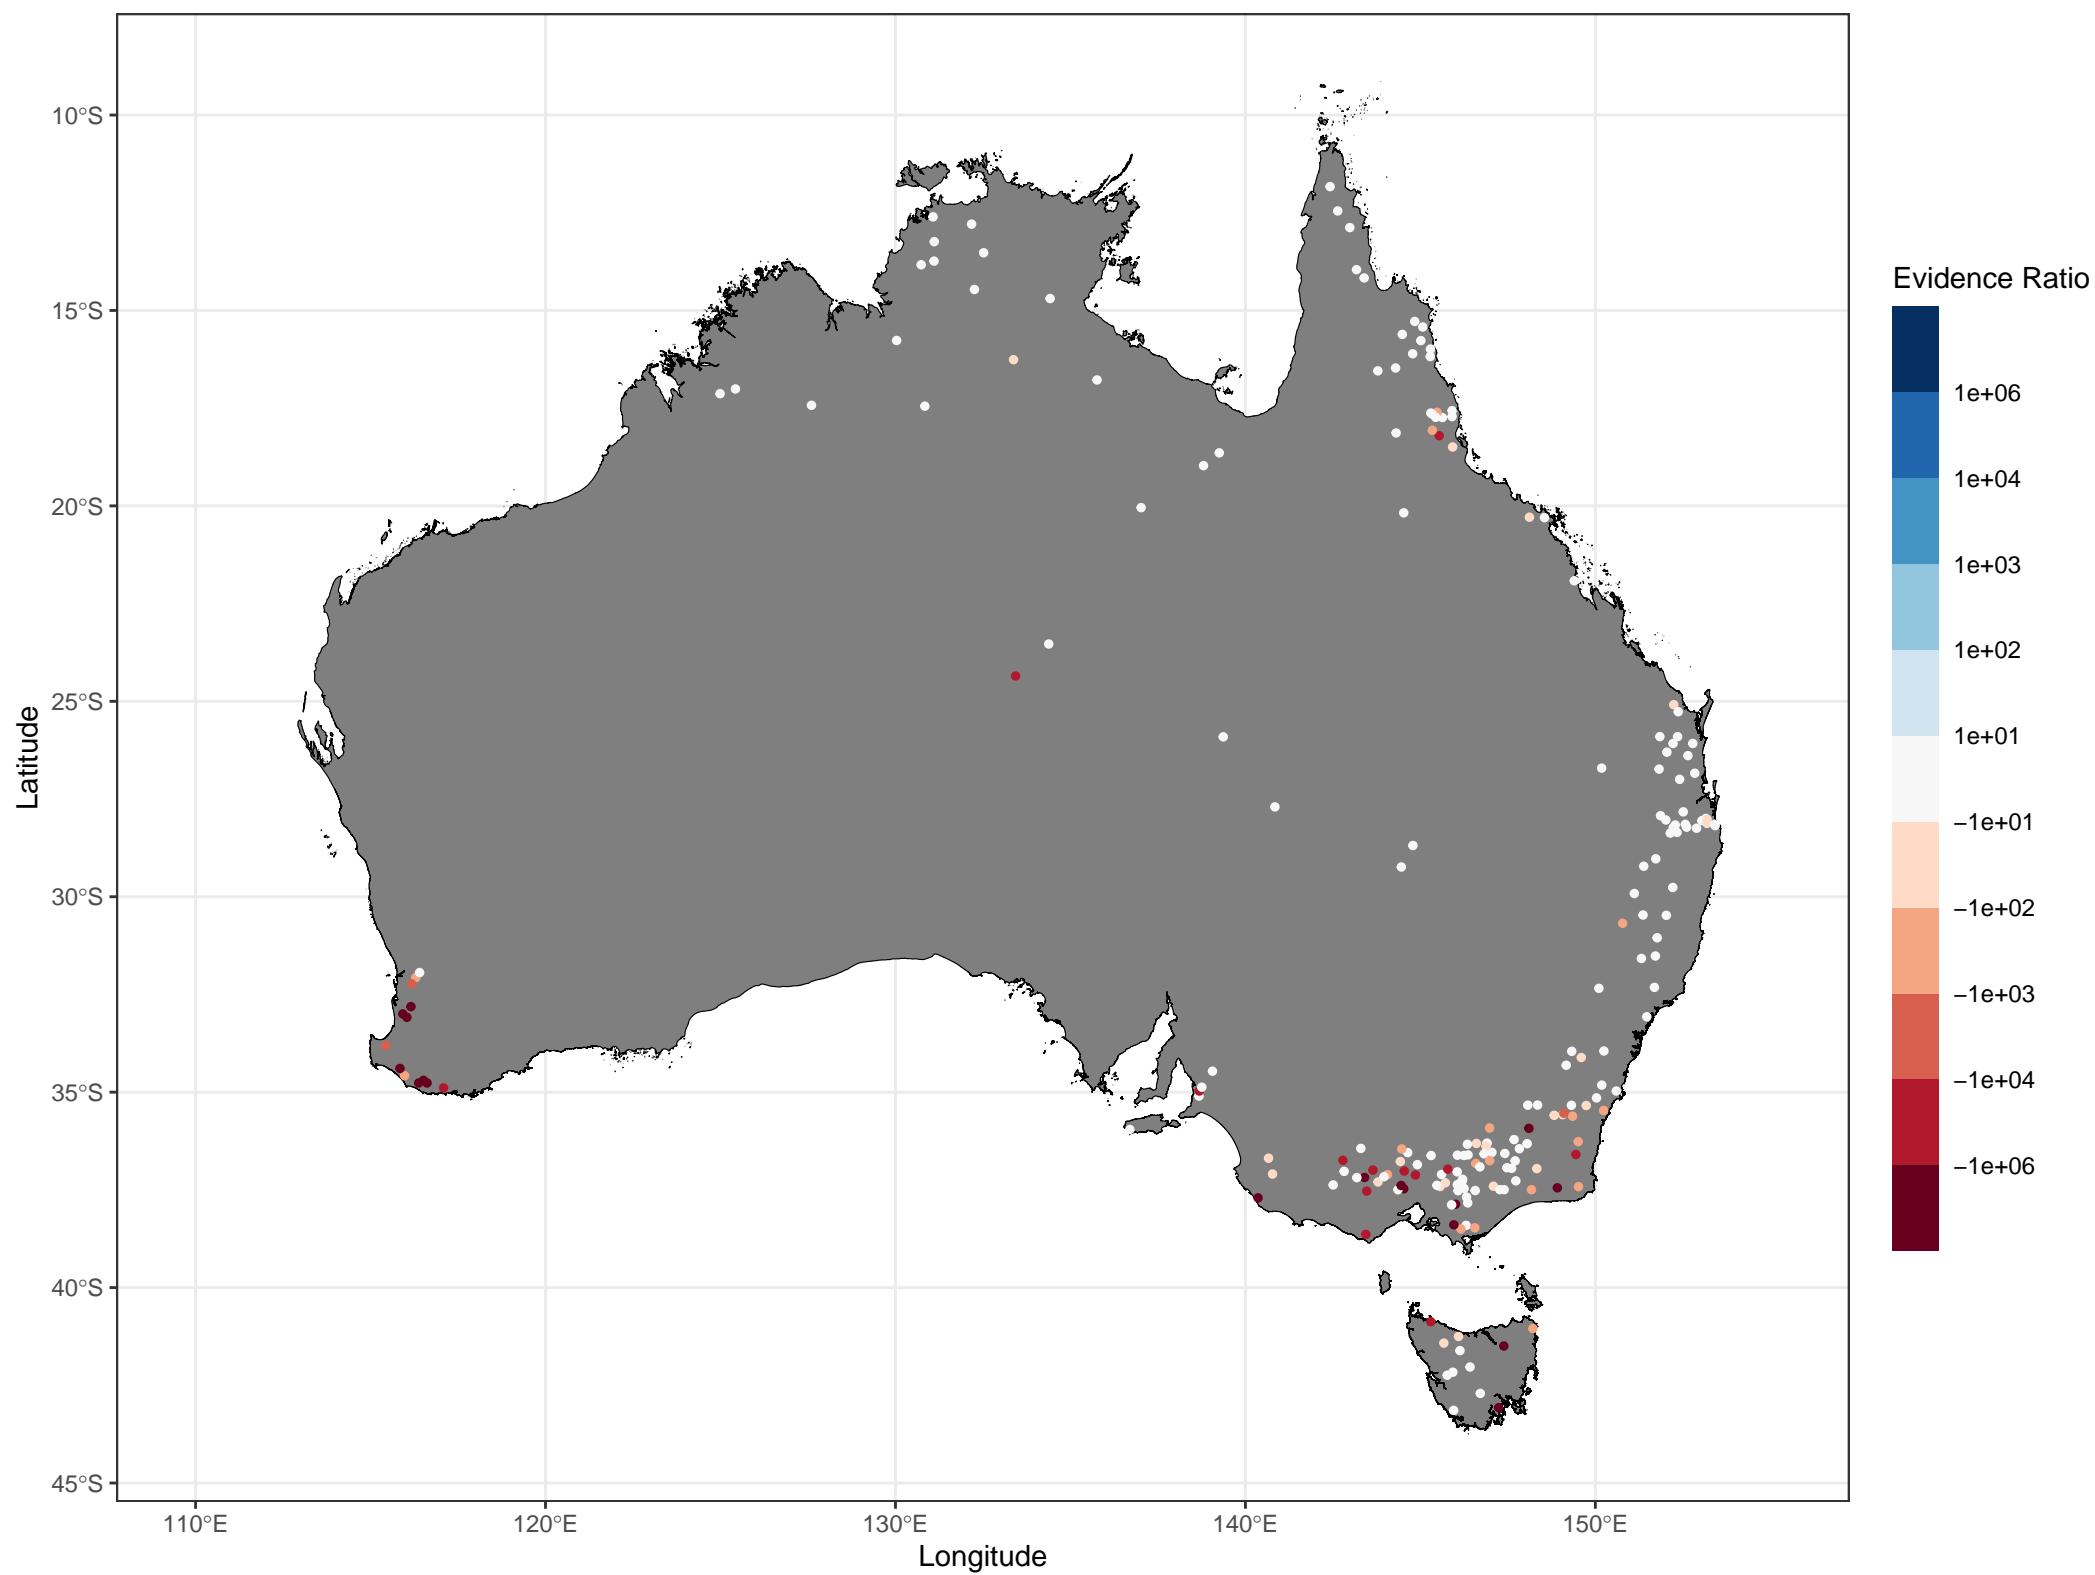 10°S
15°S
20°S
25°S
30°S
35°S
40°S
45°S
Latitude
110°E
120°E
130°E
140°E
150°E
Longitude
Evidence Ratio
1e+06
1e+04
1e+03
1e+02
1e+01
−1e+01
−1e+02
−1e+03
−1e+04
−1e+06